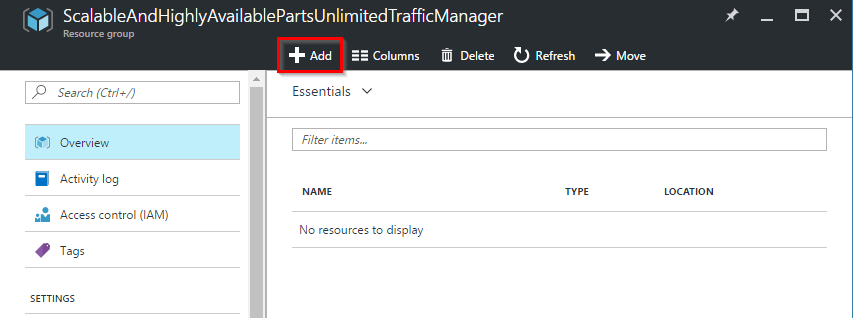 ScalableAndHighlyAvailablePartsUnlimitedTrafficManager
Resource group
Add Columns Delete Refresh Move
Search (Ctrl+/)
Overview
Activity log
Access control (IAM)
Tags
SETTINGS
Essentials
Filter items...
NAME TYPE LOCATION
No resources to display